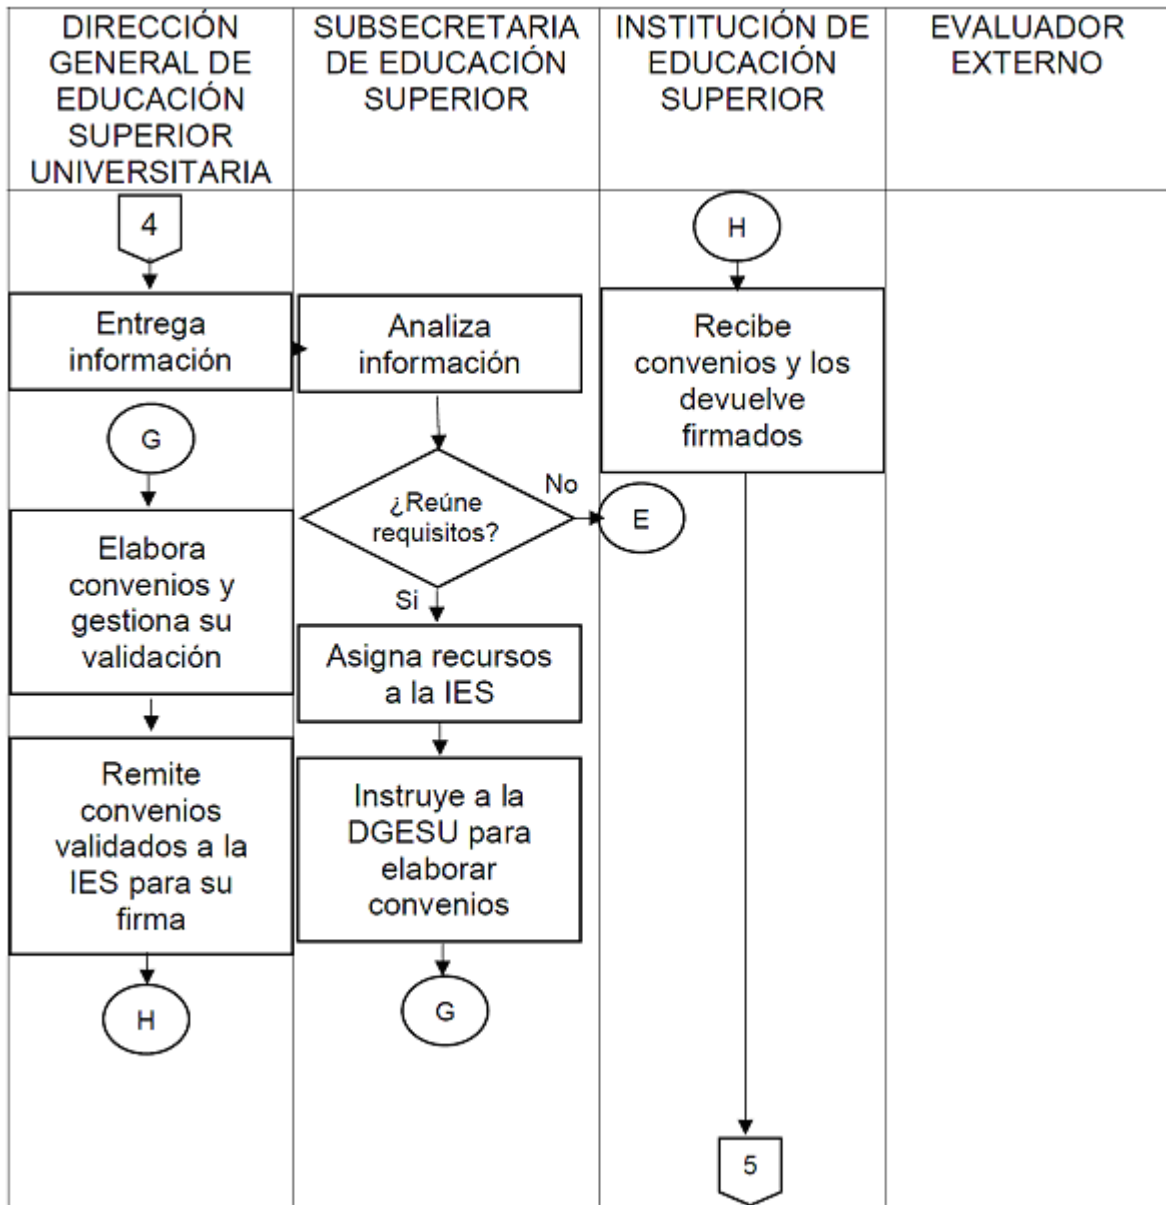 DIRECCIÓN
GENERAL DE
EDUCACIÓN
SUPERIOR
UNIVERSITARIA
SUBSECRETARIA
DE EDUCACIÓN
SUPERIOR
INSTITUCIÓN DE
EDUCACIÓN
SUPERIOR
EVALUADOR
EXTERNO
4
Entrega
información
G
Elabora
convenios y
gestiona su
validación
Remite
convenios
validados a la
IES para su
firma
H
Analiza
información
¿Reúne
requisitos?
No
E
Si
Asigna recursos
a la IES
Instruye a la
DGESU para
elaborar
convenios
G
H
Recibe
convenios y los
devuelve
firmados
5